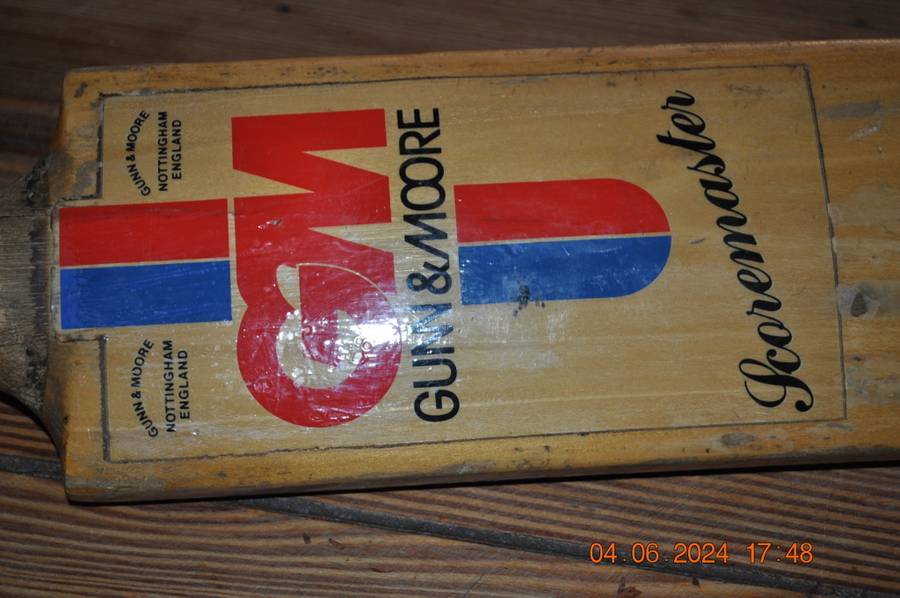 GUNN & MOORE
NOTTINGHAM
ENGLAND
GUNN & MOORE
NOTTINGHAM
ENGLAND
GM
GUNN & MOORE
Scoremaster
04.06.2024 17:48